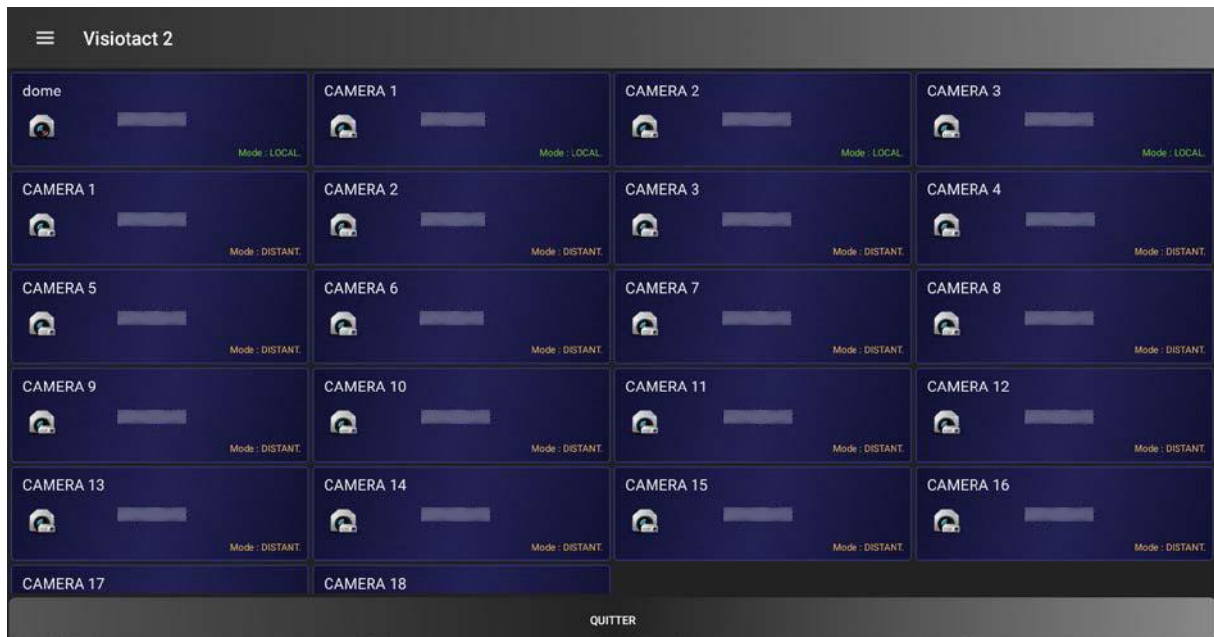 Visiotact 2
dome
Mode : LOCAL.
CAMERA 1
Mode : LOCAL.
CAMERA 2
Mode : LOCAL.
CAMERA 3
Mode : LOCAL.
CAMERA 1
Mode : DISTANT.
CAMERA 2
Mode : DISTANT.
CAMERA 3
Mode : DISTANT.
CAMERA 4
Mode : DISTANT.
CAMERA 5
Mode : DISTANT.
CAMERA 6
Mode : DISTANT.
CAMERA 7
Mode : DISTANT.
CAMERA 8
Mode : DISTANT.
CAMERA 9
Mode : DISTANT.
CAMERA 10
Mode : DISTANT.
CAMERA 11
Mode : DISTANT.
CAMERA 12
Mode : DISTANT.
CAMERA 13
Mode : DISTANT.
CAMERA 14
Mode : DISTANT.
CAMERA 15
Mode : DISTANT.
CAMERA 16
Mode : DISTANT.
CAMERA 17
CAMERA 18
QUITTER